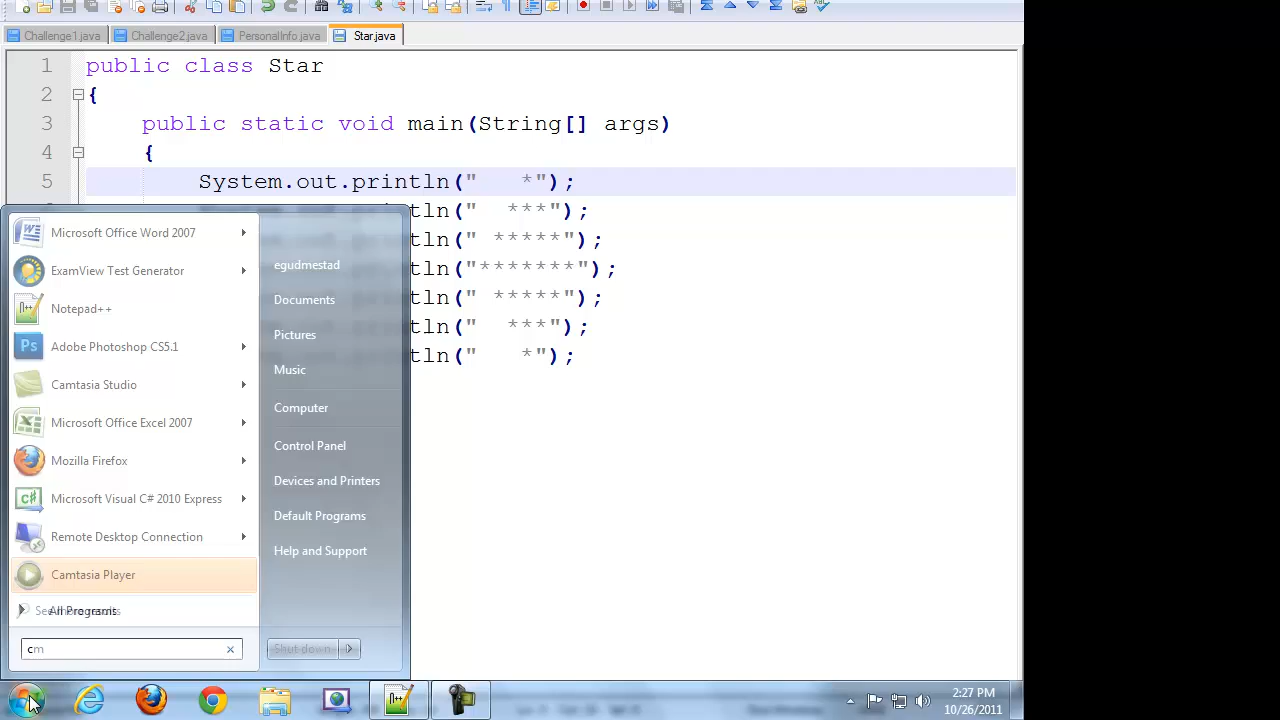 Challenge1.java Challenge2.java PersonalInfo.java Star.java
1 public class Star
2 {
3 public static void main(String[] args)
4 {
5 System.out.println("   *");
ln("  ***");
tln(" *****");
tln("*******");
tln(" *****");
tln("  ***");
tln("   *");
Microsoft Office Word 2007
ExamView Test Generator
Notepad++
Adobe Photoshop CS5.1
Camtasia Studio
Microsoft Office Excel 2007
Mozilla Firefox
Microsoft Visual C# 2010 Express
Remote Desktop Connection
Camtasia Player
All Programs
cm
egudmestad
Documents
Pictures
Music
Computer
Control Panel
Devices and Printers
Default Programs
Help and Support
Shut down
2:27 PM
10/26/2011